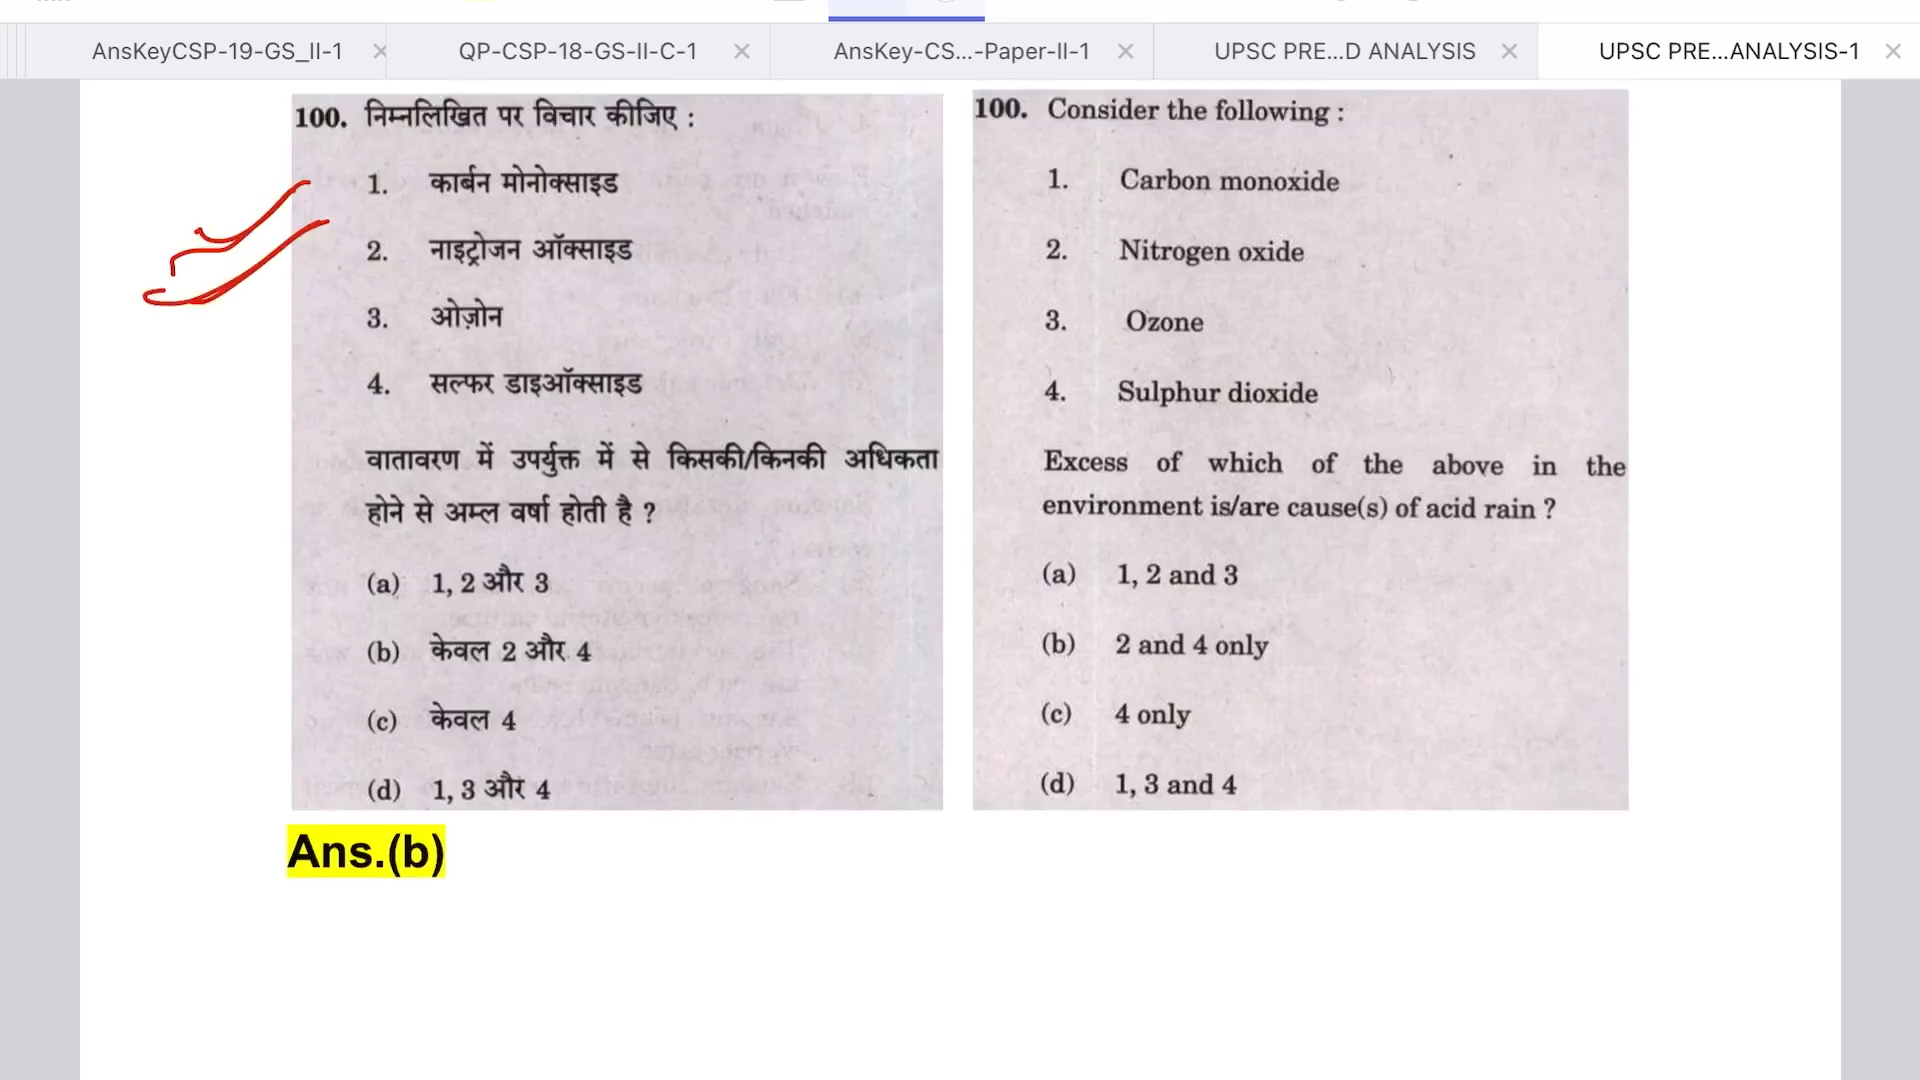 AnsKeyCSP-19-GS_II-1
QP-CSP-18-GS-II-C-1
AnsKey-CS...-Paper-II-1
UPSC PRE...D ANALYSIS
UPSC PRE...ANALYSIS-1
100. निम्नलिखित पर विचार कीजिए :
1. कार्बन मोनोक्साइड
2. नाइट्रोजन ऑक्साइड
3. ओज़ोन
4. सल्फर डाइऑक्साइड
वातावरण में उपर्युक्त में से किसकी/किनकी अधिकता
होने से अम्ल वर्षा होती है ?
(a) 1, 2 और 3
(b) केवल 2 और 4
(c) केवल 4
(d) 1, 3 और 4
100. Consider the following :
1. Carbon monoxide
2. Nitrogen oxide
3. Ozone
4. Sulphur dioxide
Excess of which of the above in the
environment is/are cause(s) of acid rain ?
(a) 1, 2 and 3
(b) 2 and 4 only
(c) 4 only
(d) 1, 3 and 4
Ans.(b)